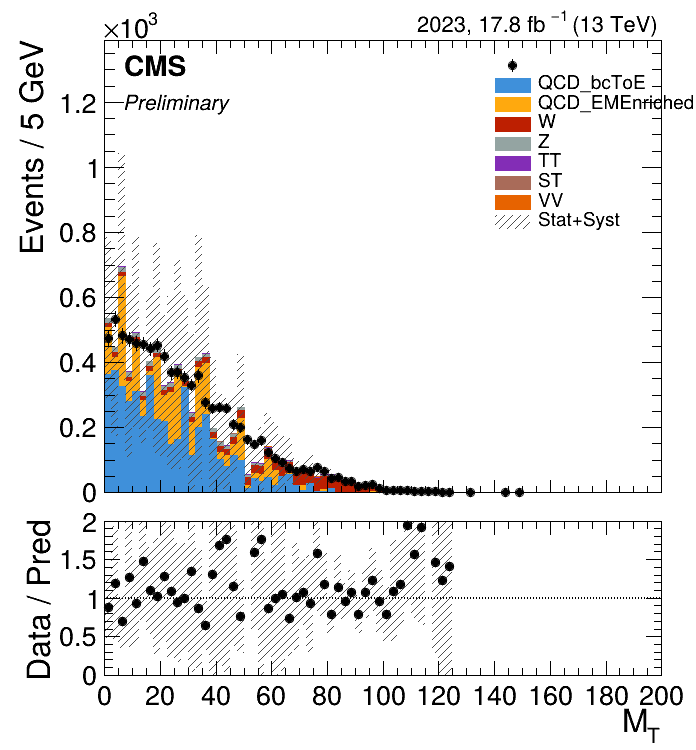 ×10³ 2023, 17.8 fb⁻¹ (13 TeV)
CMS
Preliminary
QCD_bcToE
QCD_EMEnriched
W
Z
TT
ST
VV
Stat+Syst
Events / 5 GeV
1.2
1
0.8
0.6
0.4
0.2
0
Data / Pred
2
1.5
1
0.5
0
0 20 40 60 80 100 120 140 160 180 200
M_T